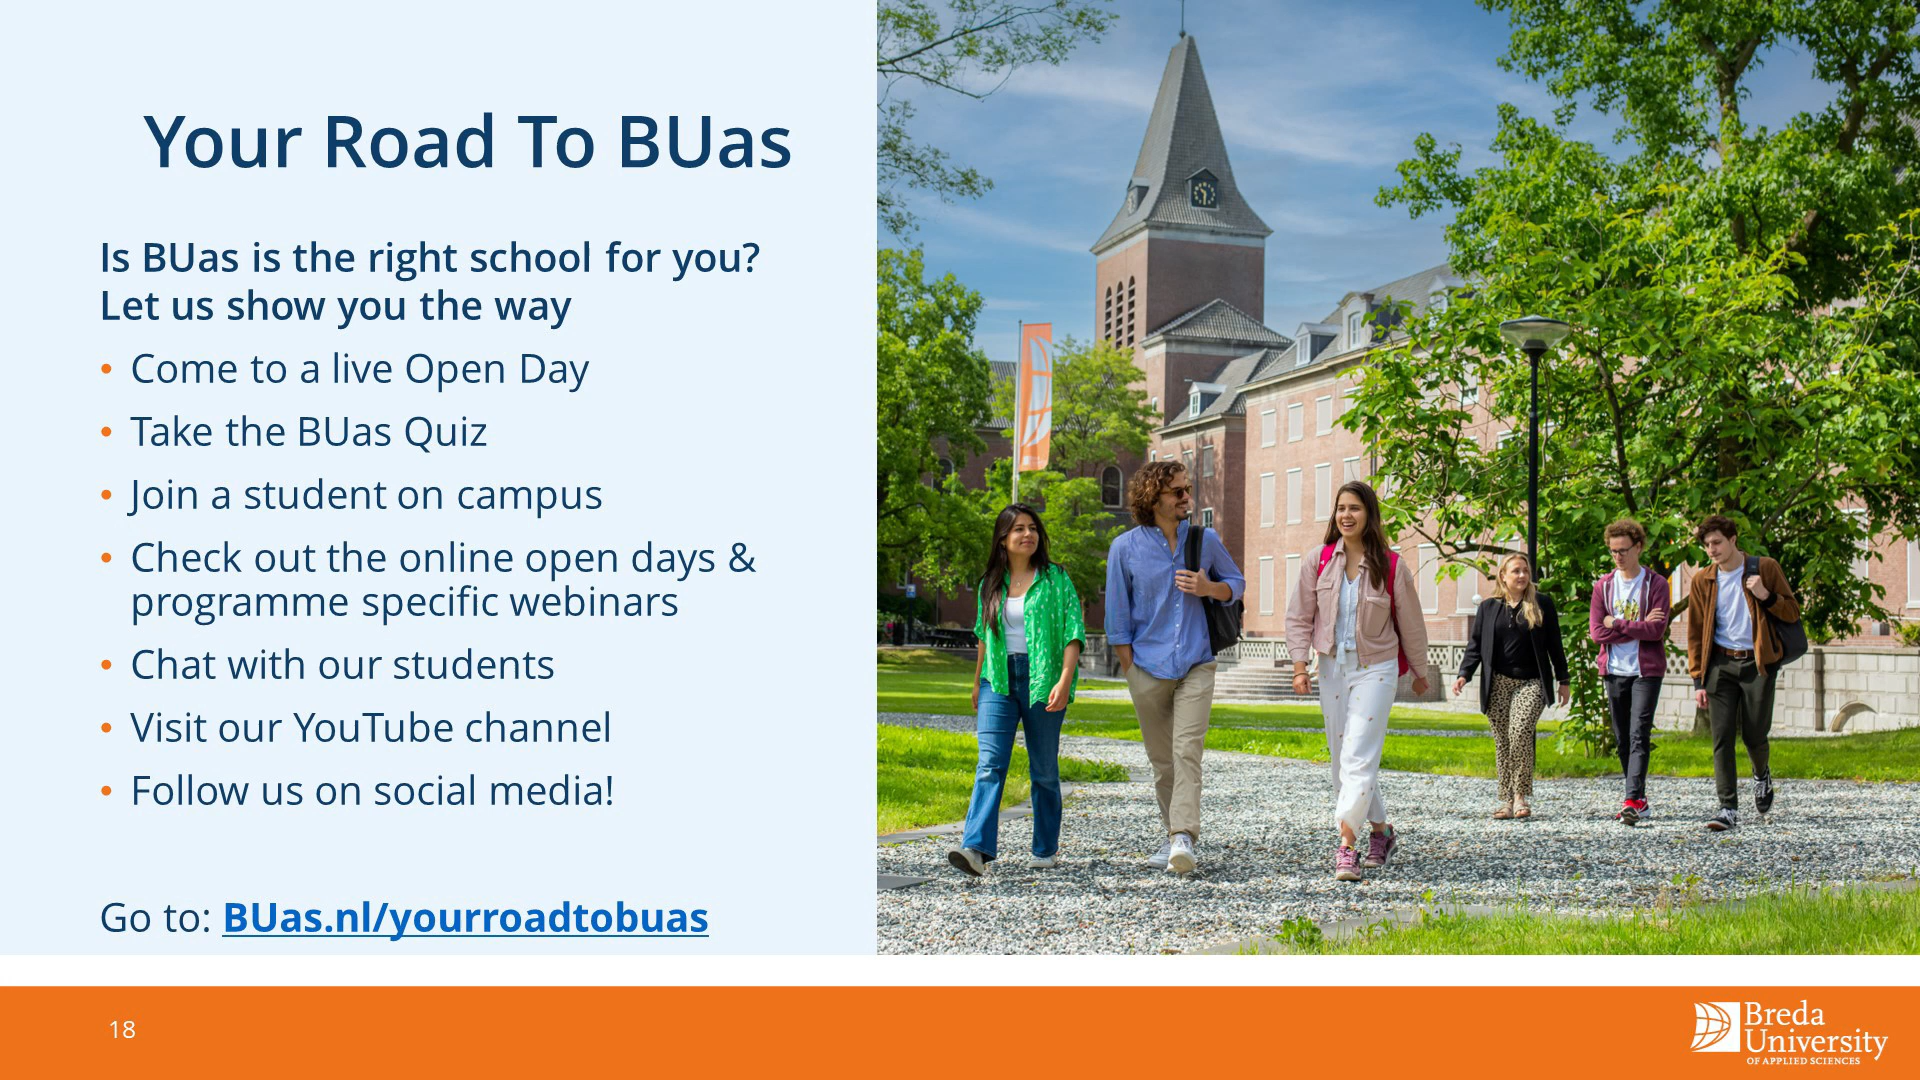 Your Road To BUas
Is BUas is the right school for you?
Let us show you the way
• Come to a live Open Day
• Take the BUas Quiz
• Join a student on campus
• Check out the online open days &
programme specific webinars
• Chat with our students
• Visit our YouTube channel
• Follow us on social media!
Go to: BUas.nl/yourroadtobuas
18
Breda
University
OF APPLIED SCIENCES